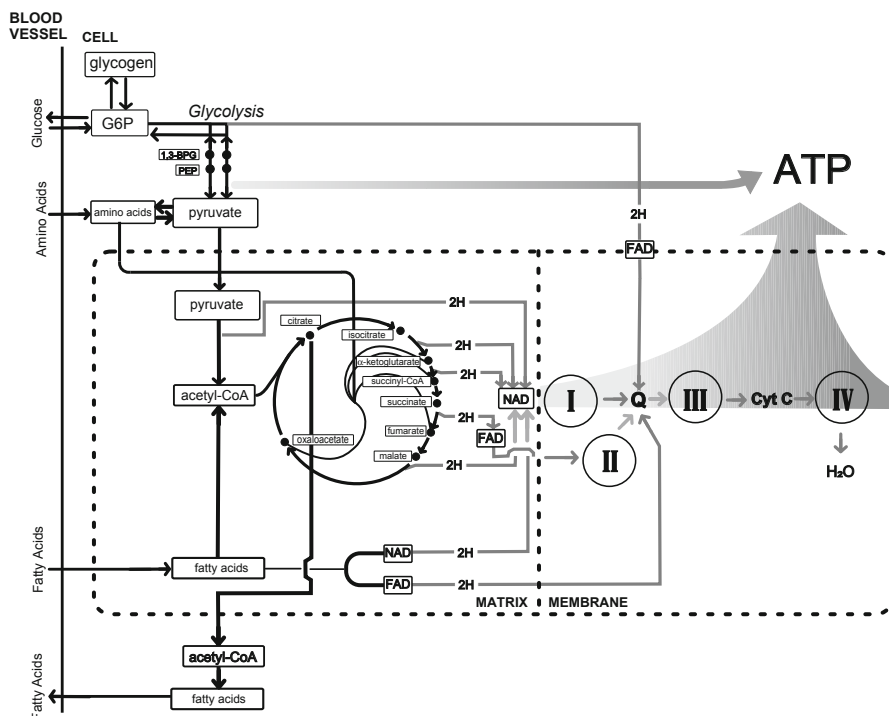 BLOOD
VESSEL
CELL
glycogen
Glucose
G6P
Glycolysis
1,3-BPG
PEP
ATP
Amino Acids
amino acids
pyruvate
2H
FAD
pyruvate
2H
citrate
isocitrate
2H
α-ketoglutarate
2H
succinyl-CoA
acetyl-CoA
succinate
NAD
I
Q
III
Cyt C
IV
2H
fumarate
FAD
oxaloacetate
malate
II
2H
H₂O
NAD
2H
Fatty Acids
fatty acids
FAD
2H
MATRIX
MEMBRANE
acetyl-CoA
Fatty Acids
fatty acids